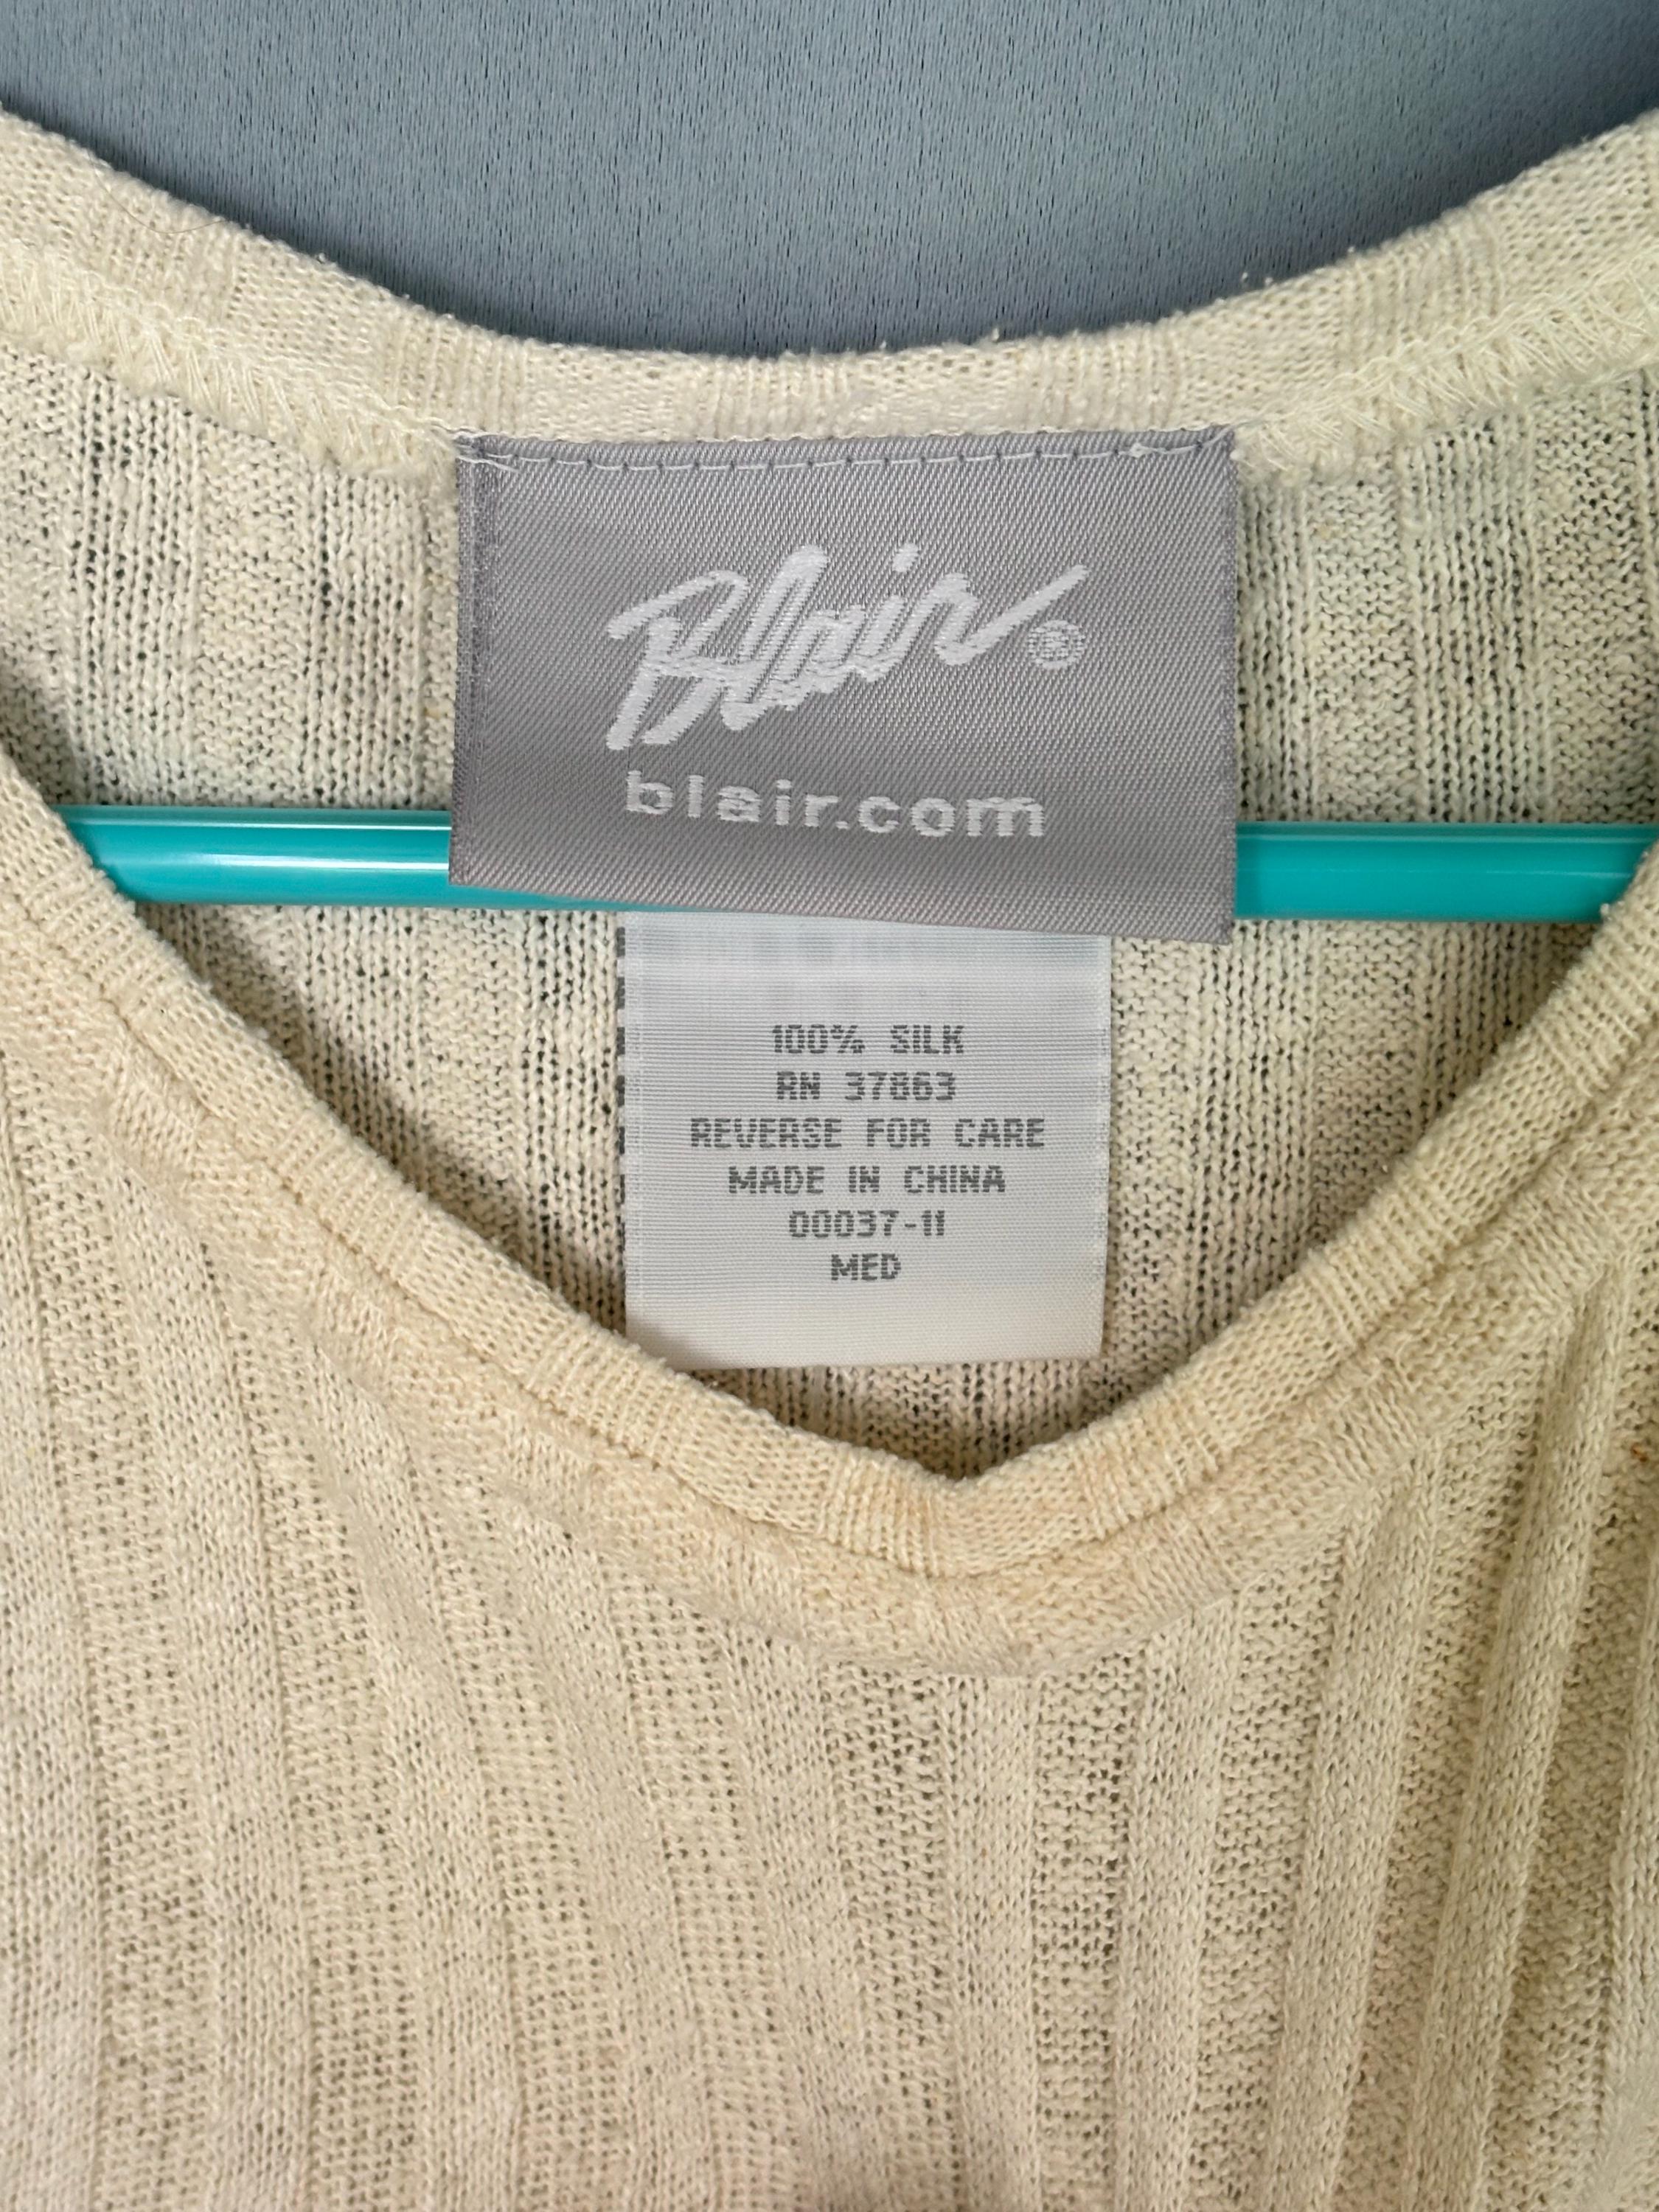 Blair®
blair.com
100% SILK
RN 37863
REVERSE FOR CARE
MADE IN CHINA
00037-11
MED